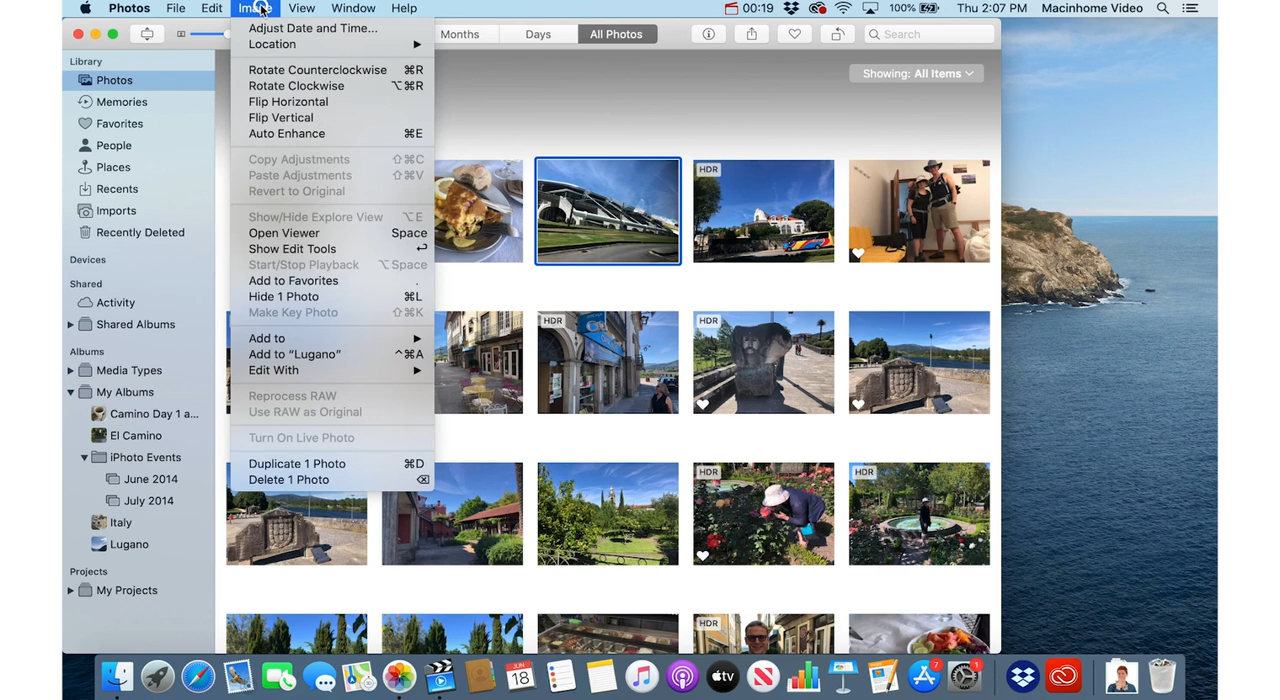 Photos File Edit Image View Window Help 00:19 100% Thu 2:07 PM Macinhome Video
Months Days All Photos Search
Library
Photos
Memories
Favorites
People
Places
Recents
Imports
Recently Deleted
Devices
Shared
Activity
Shared Albums
Albums
Media Types
My Albums
Camino Day 1 a...
El Camino
iPhoto Events
June 2014
July 2014
Italy
Lugano
Projects
My Projects
Adjust Date and Time...
Location ▶
Rotate Counterclockwise ⌘R
Rotate Clockwise ⌥⌘R
Flip Horizontal
Flip Vertical
Auto Enhance ⌘E
Copy Adjustments ⇧⌘C
Paste Adjustments ⇧⌘V
Revert to Original
Show/Hide Explore View ⌥E
Open Viewer Space
Show Edit Tools ↩
Start/Stop Playback ⌥Space
Add to Favorites .
Hide 1 Photo ⌘L
Make Key Photo ⇧⌘K
Add to ▶
Add to “Lugano” ^⌘A
Edit With ▶
Reprocess RAW
Use RAW as Original
Turn On Live Photo
Duplicate 1 Photo ⌘D
Delete 1 Photo ⌫
Showing: All Items
HDR
HDR HDR
HDR HDR
HDR
JUN
18
tv
7
1